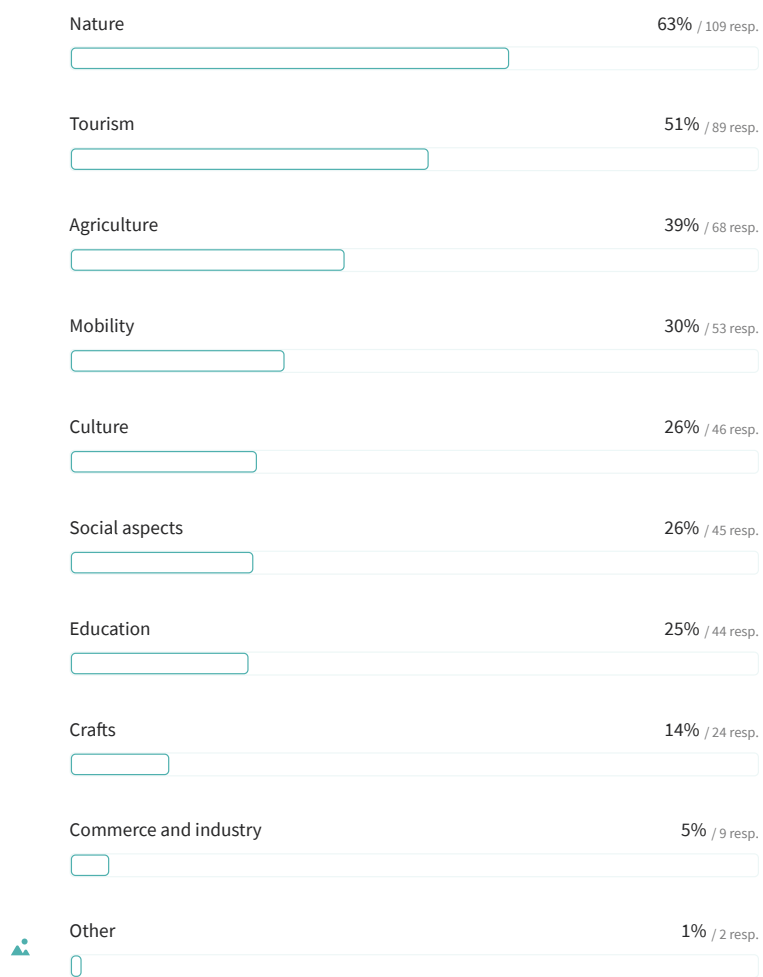 Nature 63% / 109 resp.
Tourism 51% / 89 resp.
Agriculture 39% / 68 resp.
Mobility 30% / 53 resp.
Culture 26% / 46 resp.
Social aspects 26% / 45 resp.
Education 25% / 44 resp.
Crafts 14% / 24 resp.
Commerce and industry 5% / 9 resp.
Other 1% / 2 resp.